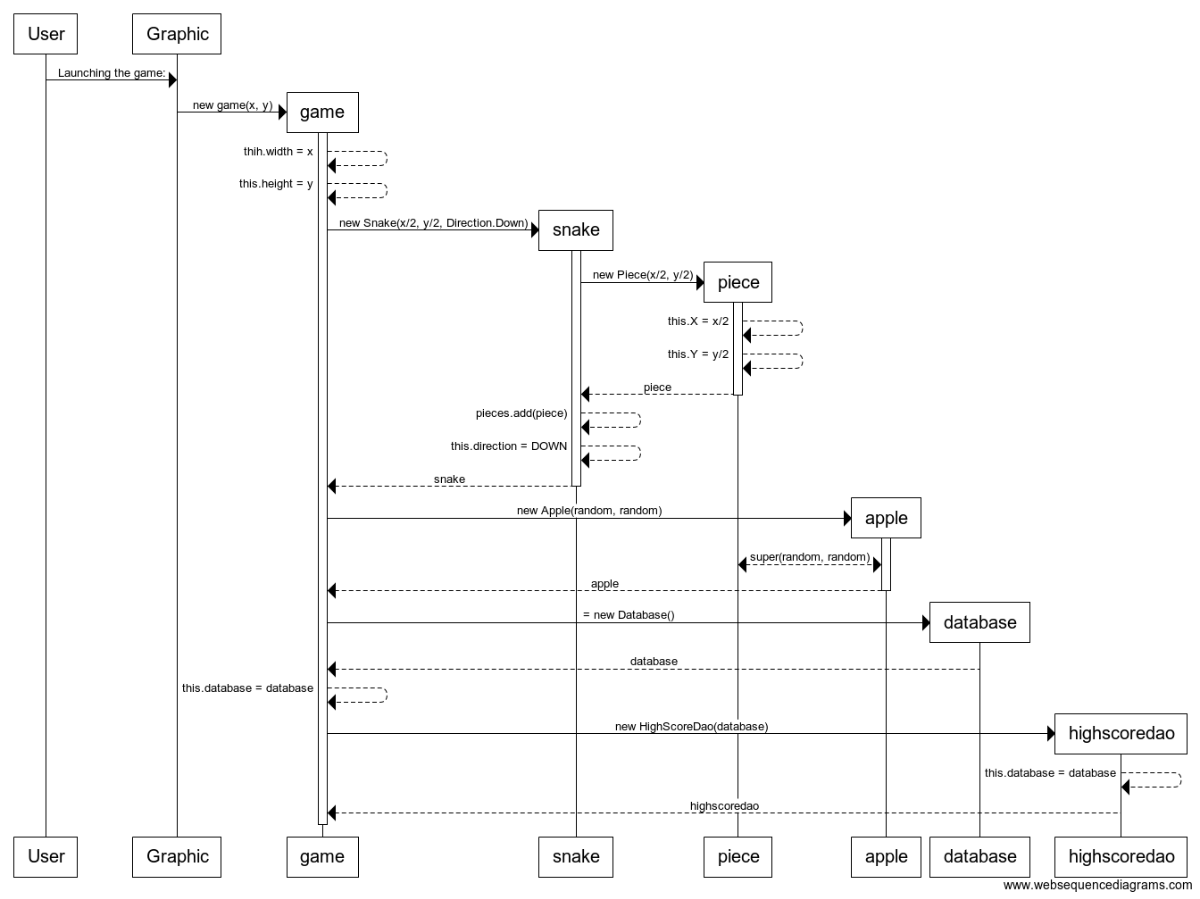 User
Graphic
Launching the game:
new game(x, y)
game
thih.width = x
this.height = y
new Snake(x/2, y/2, Direction.Down)
snake
new Piece(x/2, y/2)
piece
this.X = x/2
this.Y = y/2
piece
pieces.add(piece)
this.direction = DOWN
snake
new Apple(random, random)
apple
super(random, random)
apple
= new Database()
database
database
this.database = database
new HighScoreDao(database)
highscoredao
this.database = database
highscoredao
User
Graphic
game
snake
piece
apple
database
highscoredao
www.websequencediagrams.com